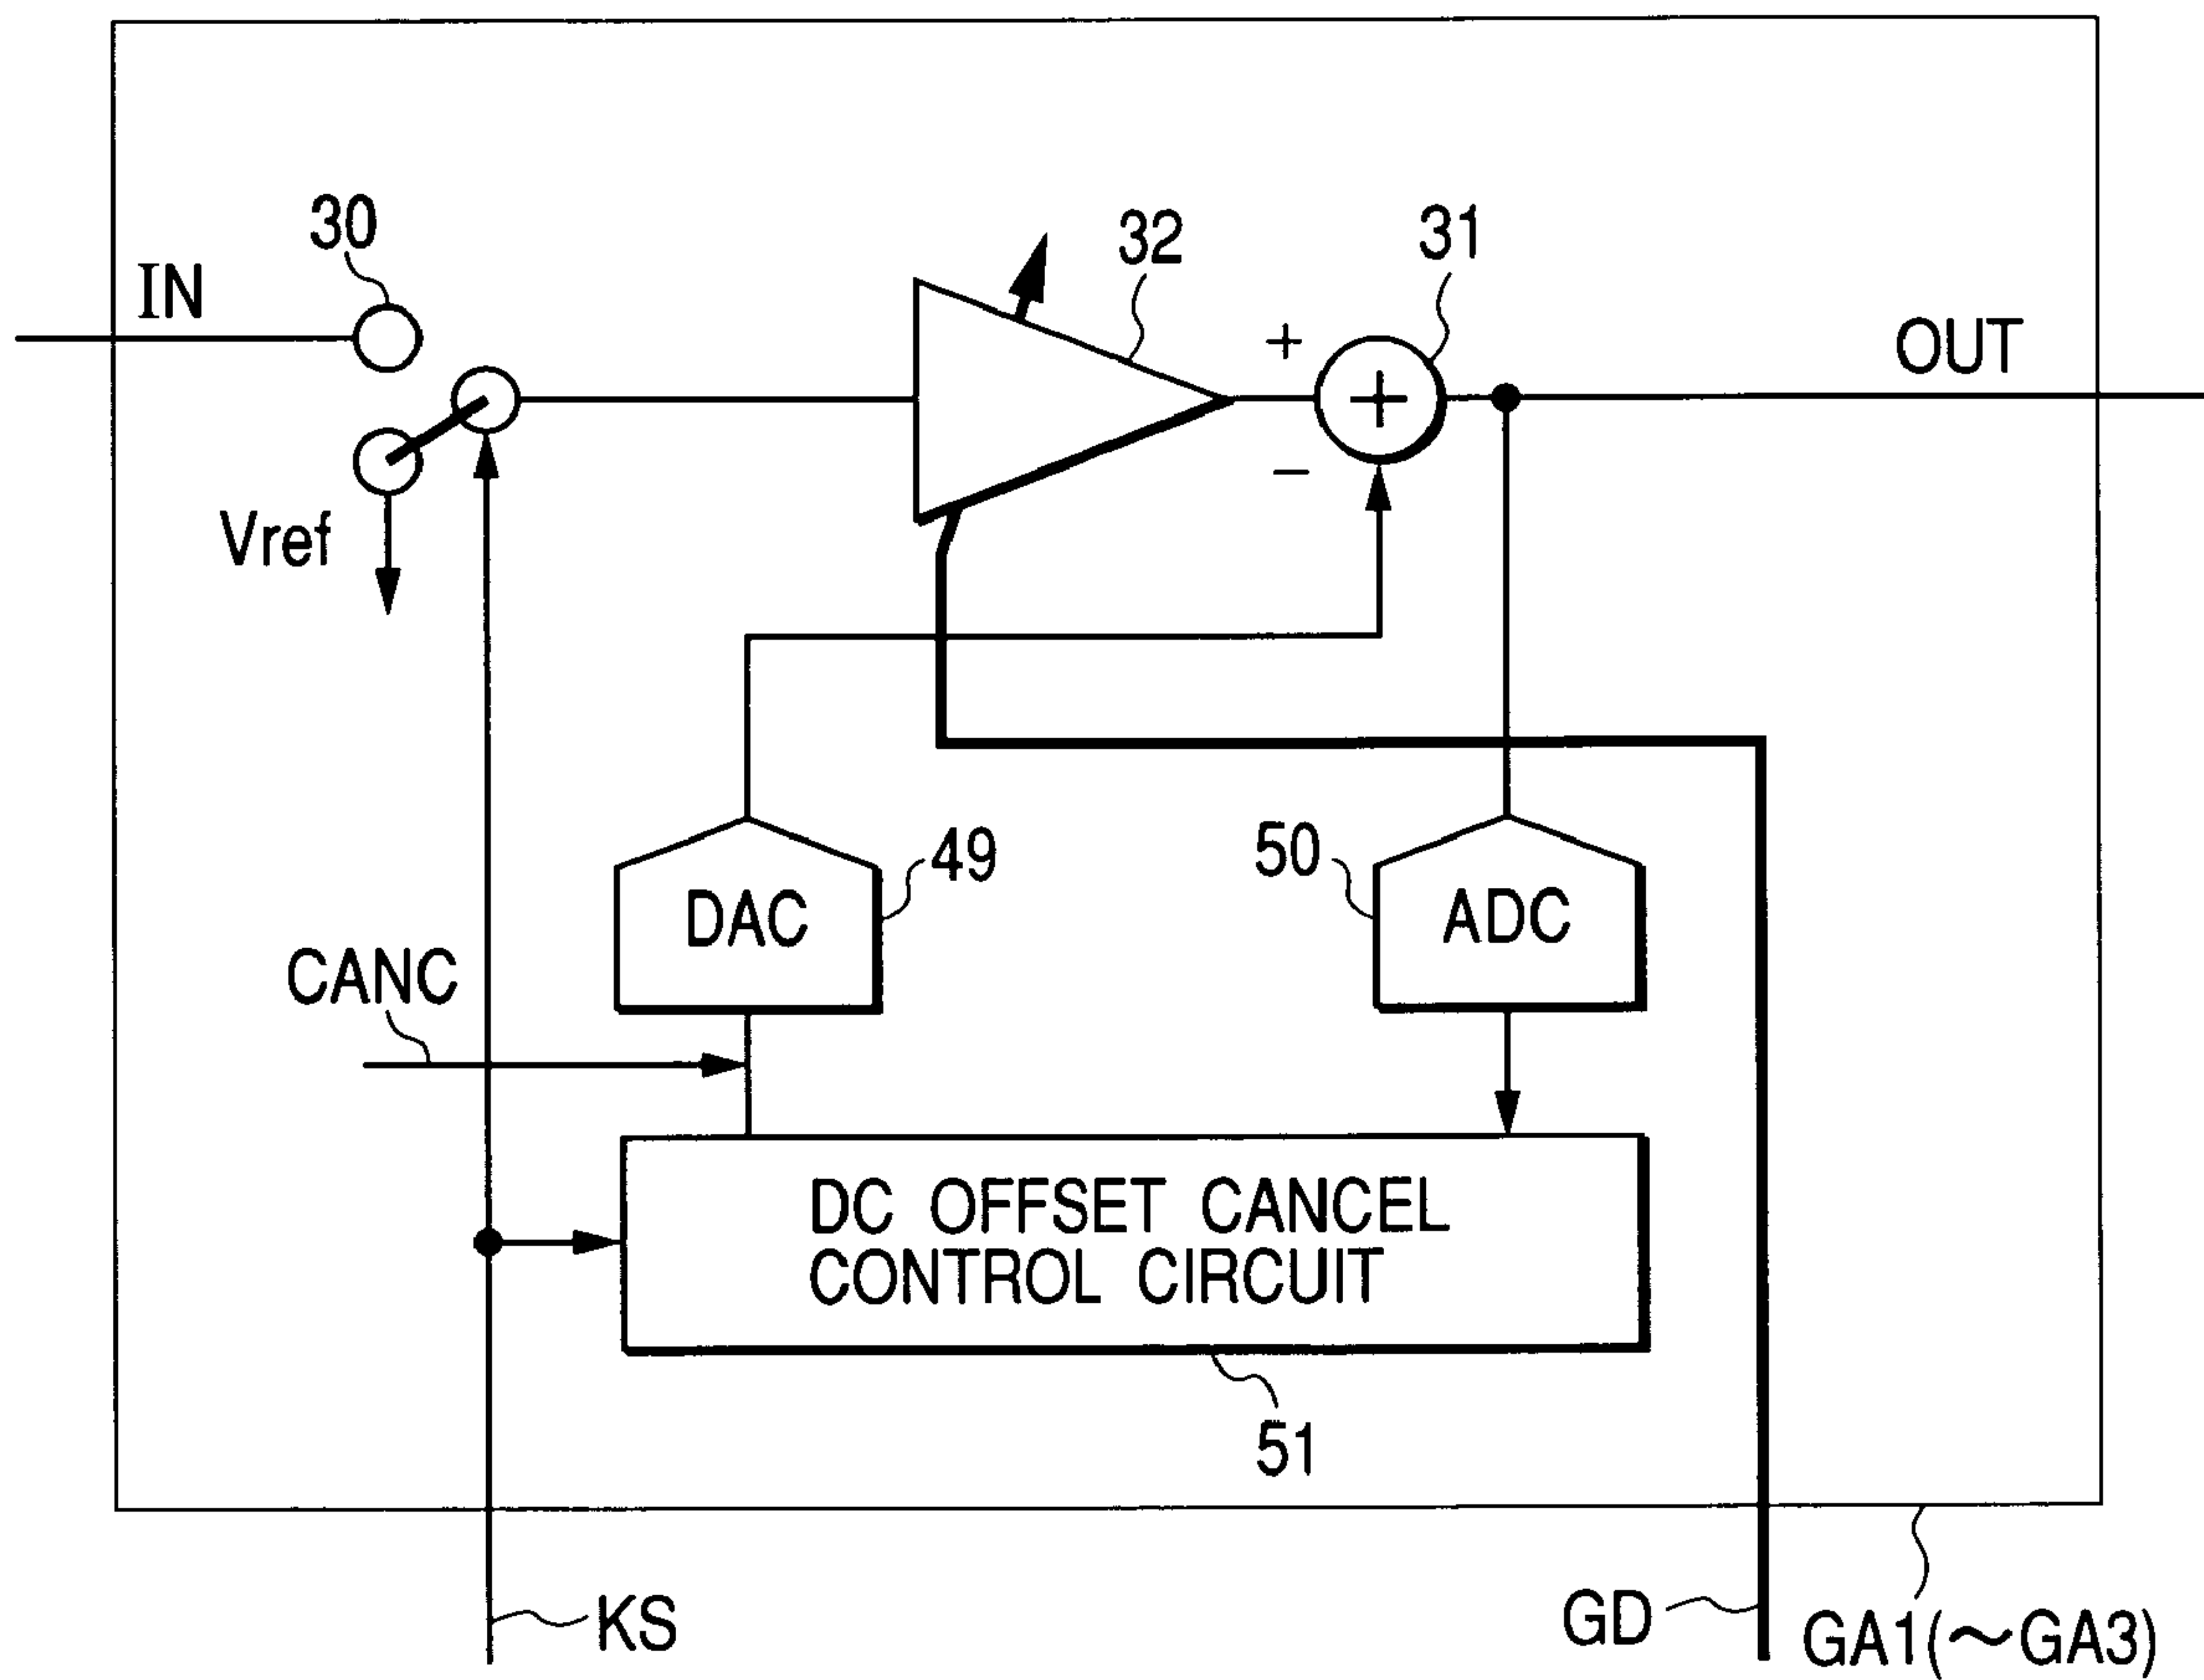 30
32
31
IN
OUT
+
+
−
Vref
49
50
DAC
ADC
CANC
DC OFFSET CANCEL
CONTROL CIRCUIT
51
KS
GD
GA1(～GA3)